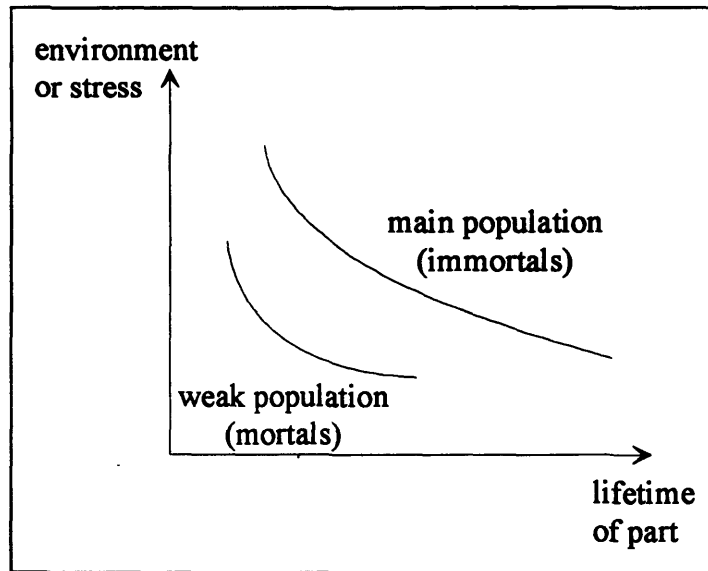 environment
or stress
main population
(immortals)
weak population
(mortals)
lifetime
of part